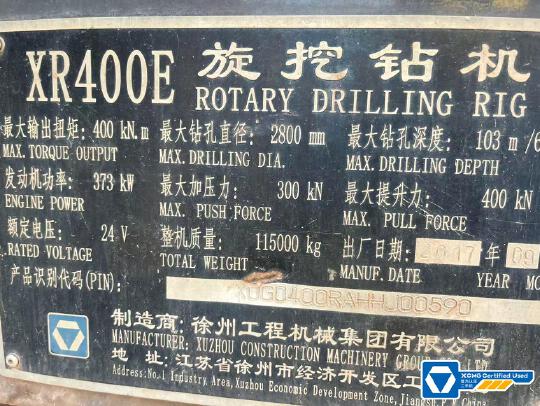 XR400E 旋挖钻机
ROTARY DRILLING RIG
最大输出扭矩: 400 kN.m 最大钻孔直径: 2800 mm 最大钻孔深度: 103 m/6
MAX. TORQUE OUTPUT MAX. DRILLING DIA. MAX. DRILLING DEPTH
发动机功率: 373 kW 最大加压力: 300 kN 最大提升力: 400 kN
ENGINE POWER MAX. PUSH FORCE MAX. PULL FORCE
额定电压: 24 V 整机质量: 115000 kg 出厂日期: 2017 年 09
RATED VOLTAGE TOTAL WEIGHT MANUF. DATE YEAR MO
产品识别代码(PIN):
制造商: 徐州工程机械集团有限公司
MANUFACTURER: XUZHOU CONSTRUCTION MACHINERY GROUP LTD
地 址: 江苏省徐州市经济开发区工
Address: No.1 Industry Area, Xuzhou Economic Development Zone, Jiangsu
XCMG Certified Used